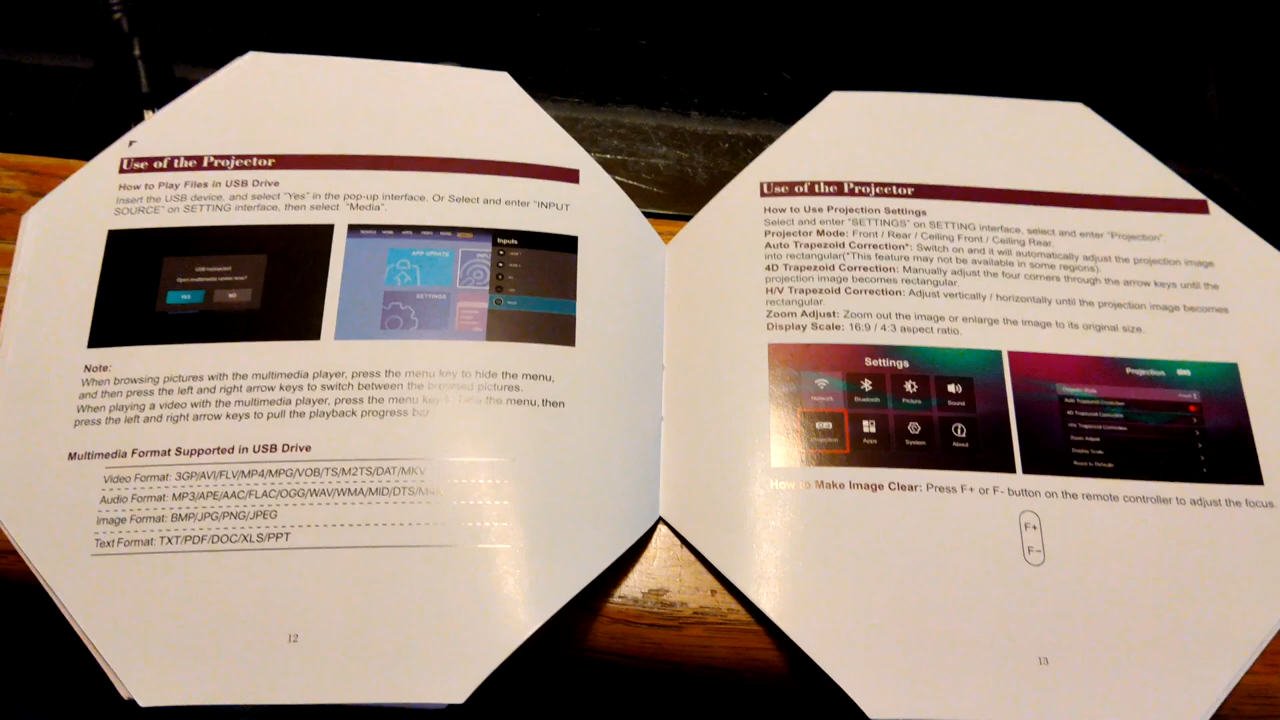 Use of the Projector
How to Play Files in USB Drive
Insert the USB device, and select "Yes" in the pop-up interface. Or Select and enter "INPUT
SOURCE" on SETTING interface, then select "Media".
USB connected
Open multimedia center now?
YES
NO
APP UPDATE
SETTINGS
Inputs
Note:
When browsing pictures with the multimedia player, press the menu key to hide the menu,
and then press the left and right arrow keys to switch between the browsed pictures.
When playing a video with the multimedia player, press the menu key the menu, then
press the left and right arrow keys to pull the playback progress bar
Multimedia Format Supported in USB Drive
Video Format: 3GP/AVI/FLV/MP4/MPG/VOB/TS/M2TS/DAT/MKV
Audio Format: MP3/APE/AAC/FLAC/OGG/WAV/WMA/MID/DTS/
Image Format: BMP/JPG/PNG/JPEG
Text Format: TXT/PDF/DOC/XLS/PPT
12
Use of the Projector
How to Use Projection Settings
Select and enter "SETTINGS" on SETTING interface, select and enter "Projection".
Projector Mode: Front / Rear / Ceiling Front / Ceiling Rear.
Auto Trapezoid Correction*: Switch on and it will automatically adjust the projection image
into rectangular(*This feature may not be available in some regions).
4D Trapezoid Correction: Manually adjust the four corners through the arrow keys until the
projection image becomes rectangular.
H/V Trapezoid Correction: Adjust vertically / horizontally until the projection image becomes
rectangular.
Zoom Adjust: Zoom out the image or enlarge the image to its original size.
Display Scale: 16:9 / 4:3 aspect ratio.
Settings
Network
Bluetooth
Picture
Sound
Projection
Apps
System
About
Projection
Projector Mode
Auto Trapezoid Correction
4D Trapezoid Correction
H/V Trapezoid Correction
Zoom Adjust
Display Scale
Reset to Defaults
How to Make Image Clear: Press F+ or F- button on the remote controller to adjust the focus.
F+
F-
13